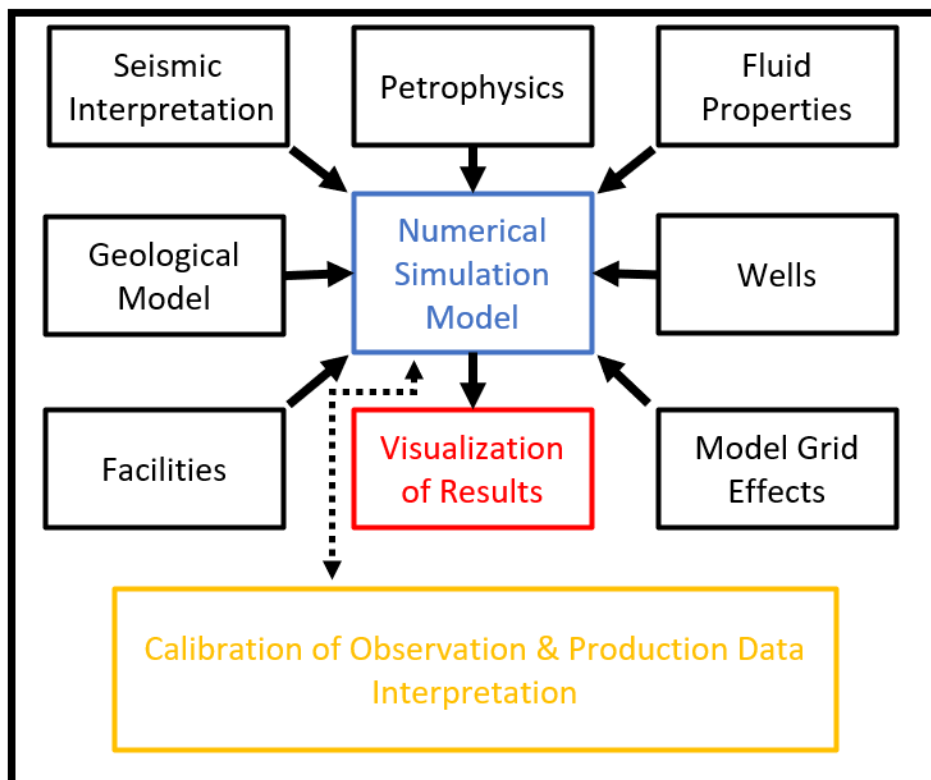 Seismic
Interpretation
Petrophysics
Fluid
Properties
Geological
Model
Numerical
Simulation
Model
Wells
Facilities
Visualization
of Results
Model Grid
Effects
Calibration of Observation & Production Data
Interpretation